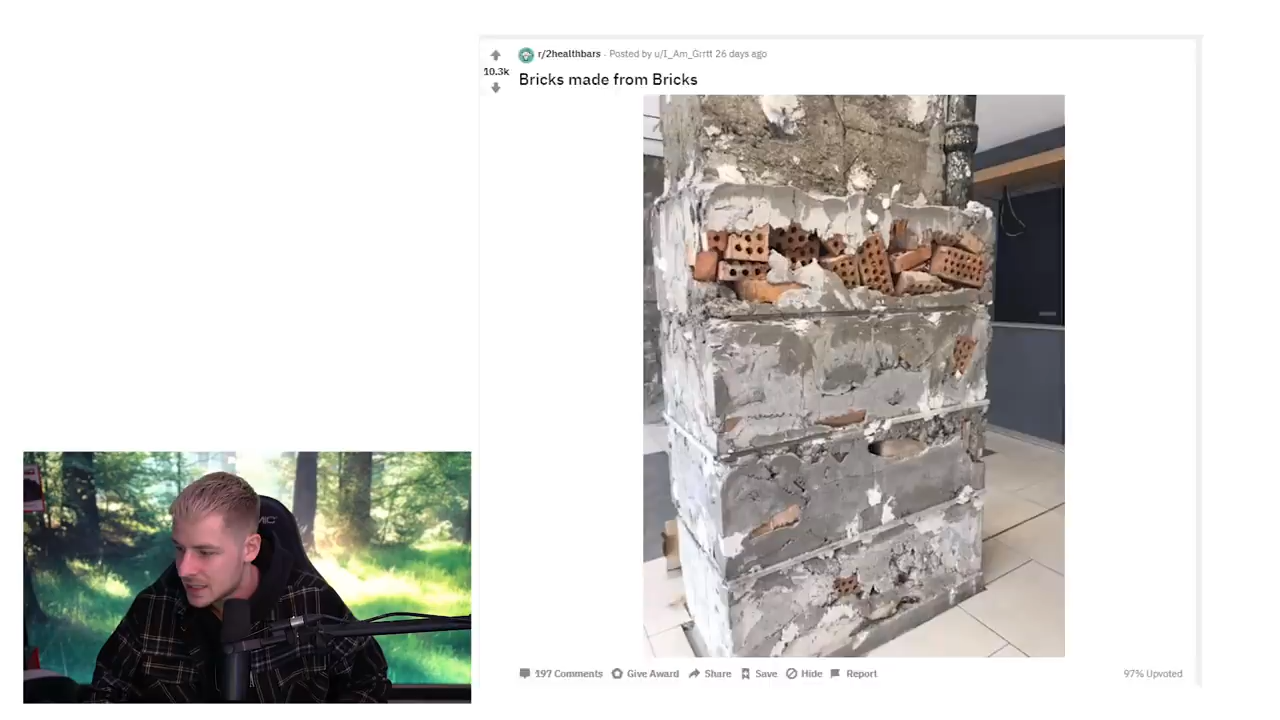 r/2healthbars · Posted by u/I_Am_Grrtt 26 days ago
10.3k
Bricks made from Bricks
197 Comments Give Award Share Save Hide Report 97% Upvoted